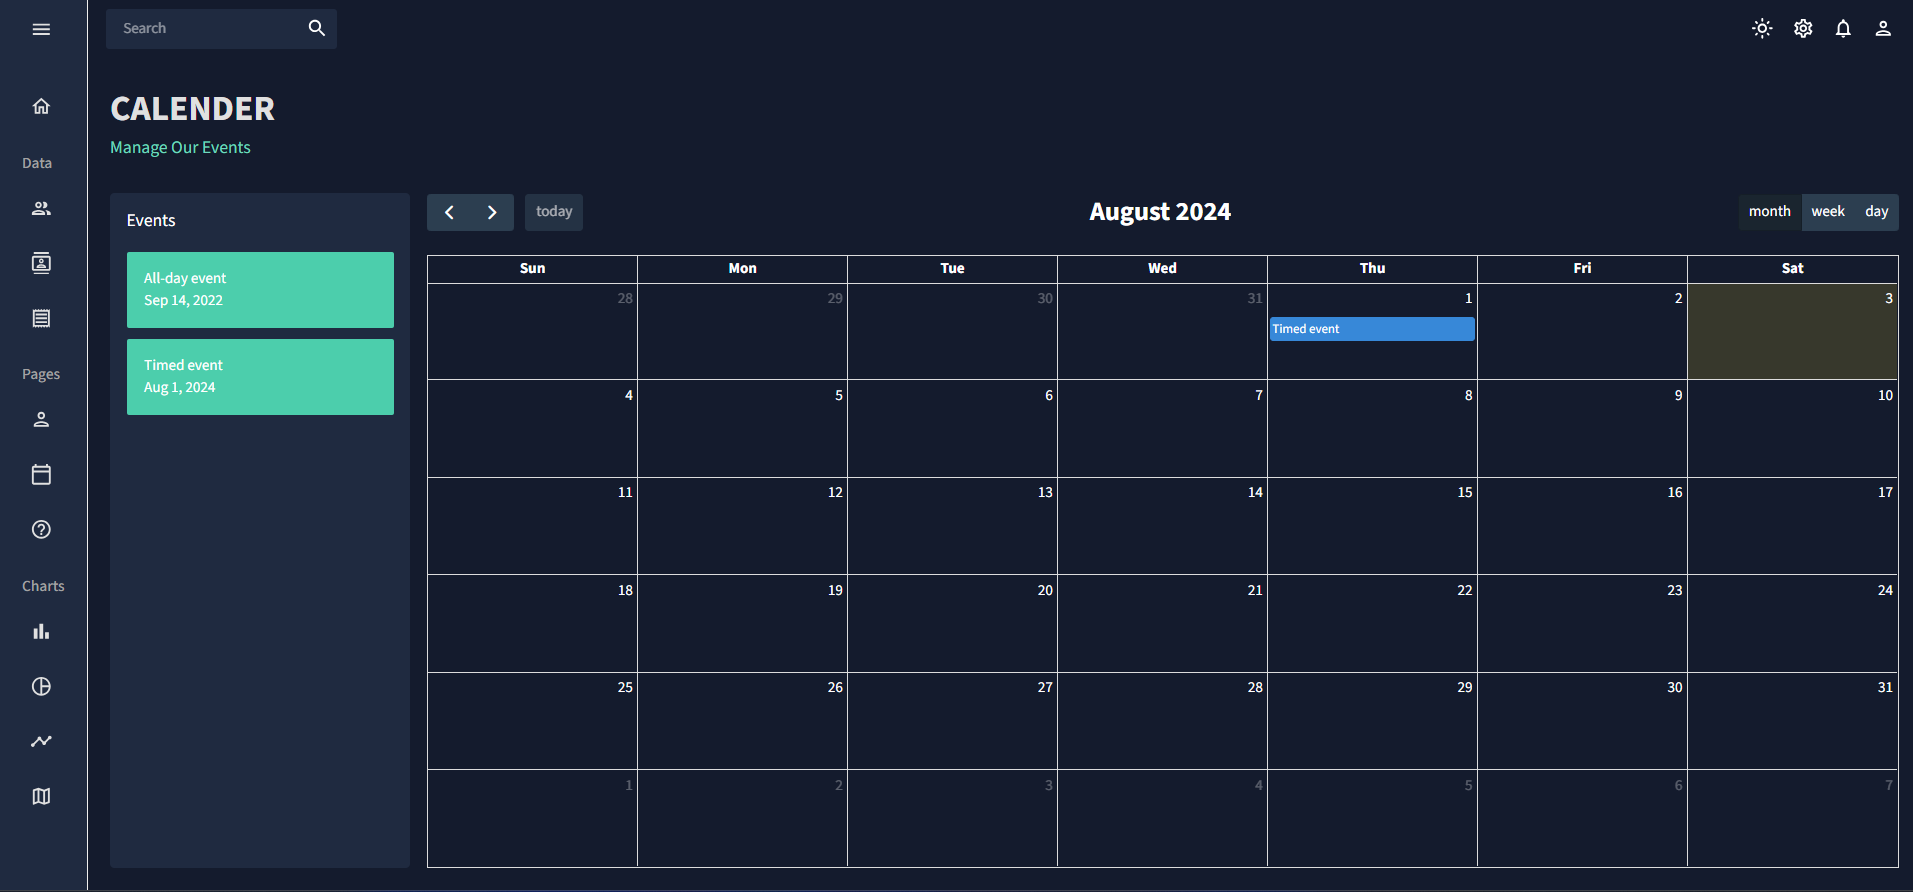 Search
CALENDER
Manage Our Events
Data
Pages
Charts
Events
All-day event
Sep 14, 2022
Timed event
Aug 1, 2024
today
August 2024
month week day
Sun Mon Tue Wed Thu Fri Sat
28 29 30 31 1 2 3
Timed event
4 5 6 7 8 9 10
11 12 13 14 15 16 17
18 19 20 21 22 23 24
25 26 27 28 29 30 31
1 2 3 4 5 6 7